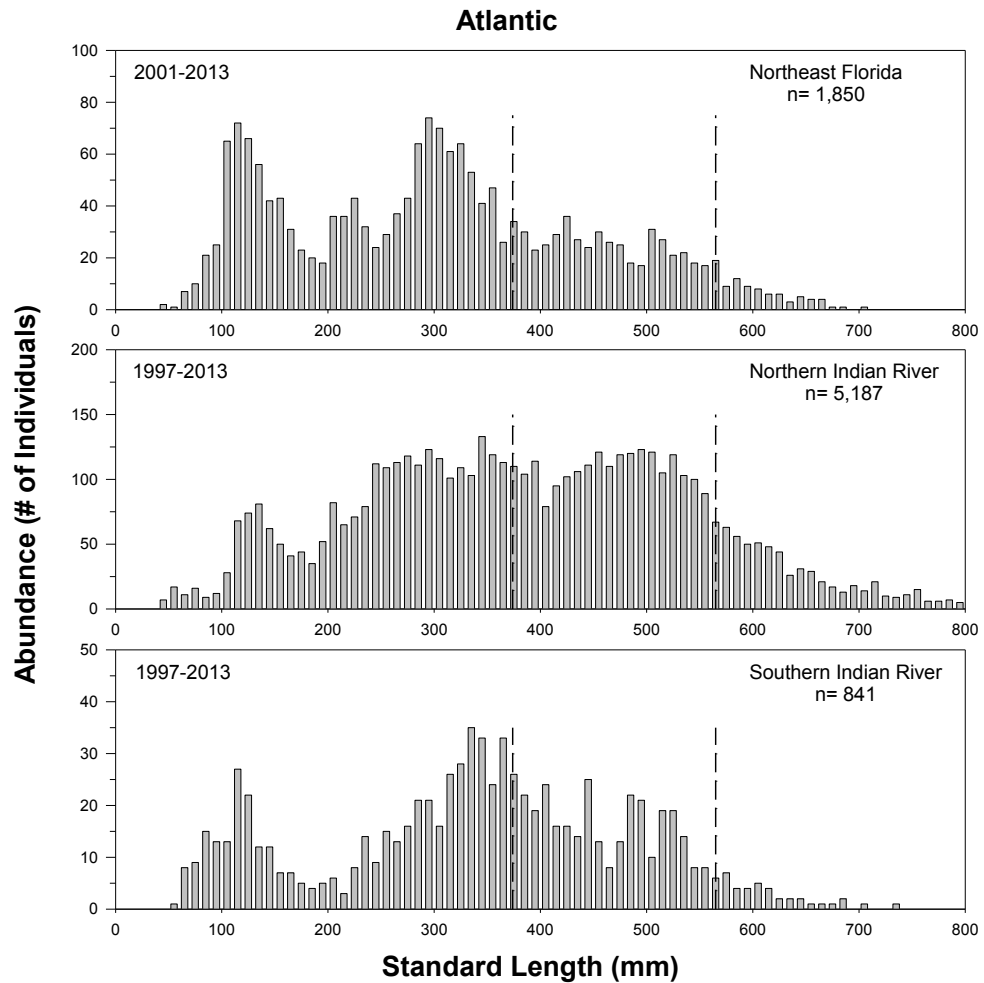 Atlantic
Abundance (# of Individuals)
100
80
60
40
20
0
2001-2013
Northeast Florida
n= 1,850
0 100 200 300 400 500 600 700 800
200
150
100
50
0
1997-2013
Northern Indian River
n= 5,187
0 100 200 300 400 500 600 700 800
50
40
30
20
10
0
1997-2013
Southern Indian River
n= 841
0 100 200 300 400 500 600 700 800
Standard Length (mm)